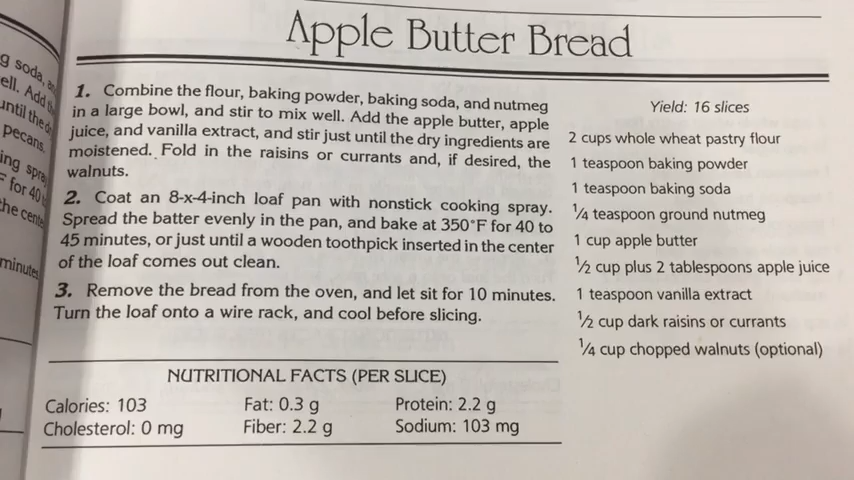 Apple Butter Bread
1. Combine the flour, baking powder, baking soda, and nutmeg
in a large bowl, and stir to mix well. Add the apple butter, apple
juice, and vanilla extract, and stir just until the dry ingredients are
moistened. Fold in the raisins or currants and, if desired, the
walnuts.
2. Coat an 8-x-4-inch loaf pan with nonstick cooking spray.
Spread the batter evenly in the pan, and bake at 350°F for 40 to
45 minutes, or just until a wooden toothpick inserted in the center
of the loaf comes out clean.
3. Remove the bread from the oven, and let sit for 10 minutes.
Turn the loaf onto a wire rack, and cool before slicing.
Yield: 16 slices
2 cups whole wheat pastry flour
1 teaspoon baking powder
1 teaspoon baking soda
1/4 teaspoon ground nutmeg
1 cup apple butter
1/2 cup plus 2 tablespoons apple juice
1 teaspoon vanilla extract
1/2 cup dark raisins or currants
1/4 cup chopped walnuts (optional)
NUTRITIONAL FACTS (PER SLICE)
Calories: 103 Fat: 0.3 g Protein: 2.2 g
Cholesterol: 0 mg Fiber: 2.2 g Sodium: 103 mg
g soda,
ell. Add
until the
pecans.
for 40
the cente
minutes